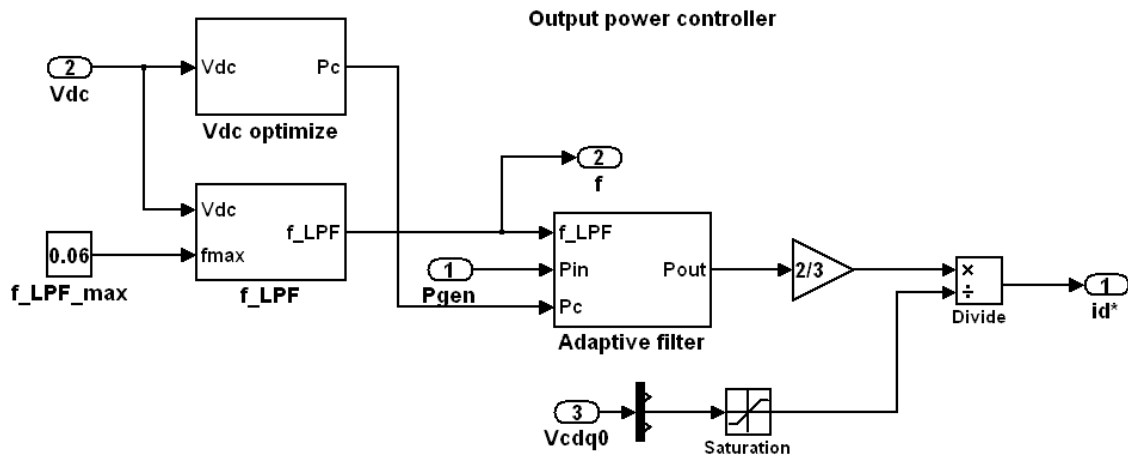 Output power controller
2
Vdc
Vdc
Pc
Vdc optimize
2
f
Vdc
f_LPF
fmax
0.06
f_LPF_max
f_LPF
1
Pgen
f_LPF
Pin
Pout
Pc
Adaptive filter
2/3
×
÷
Divide
1
id*
3
Vcdq0
Saturation